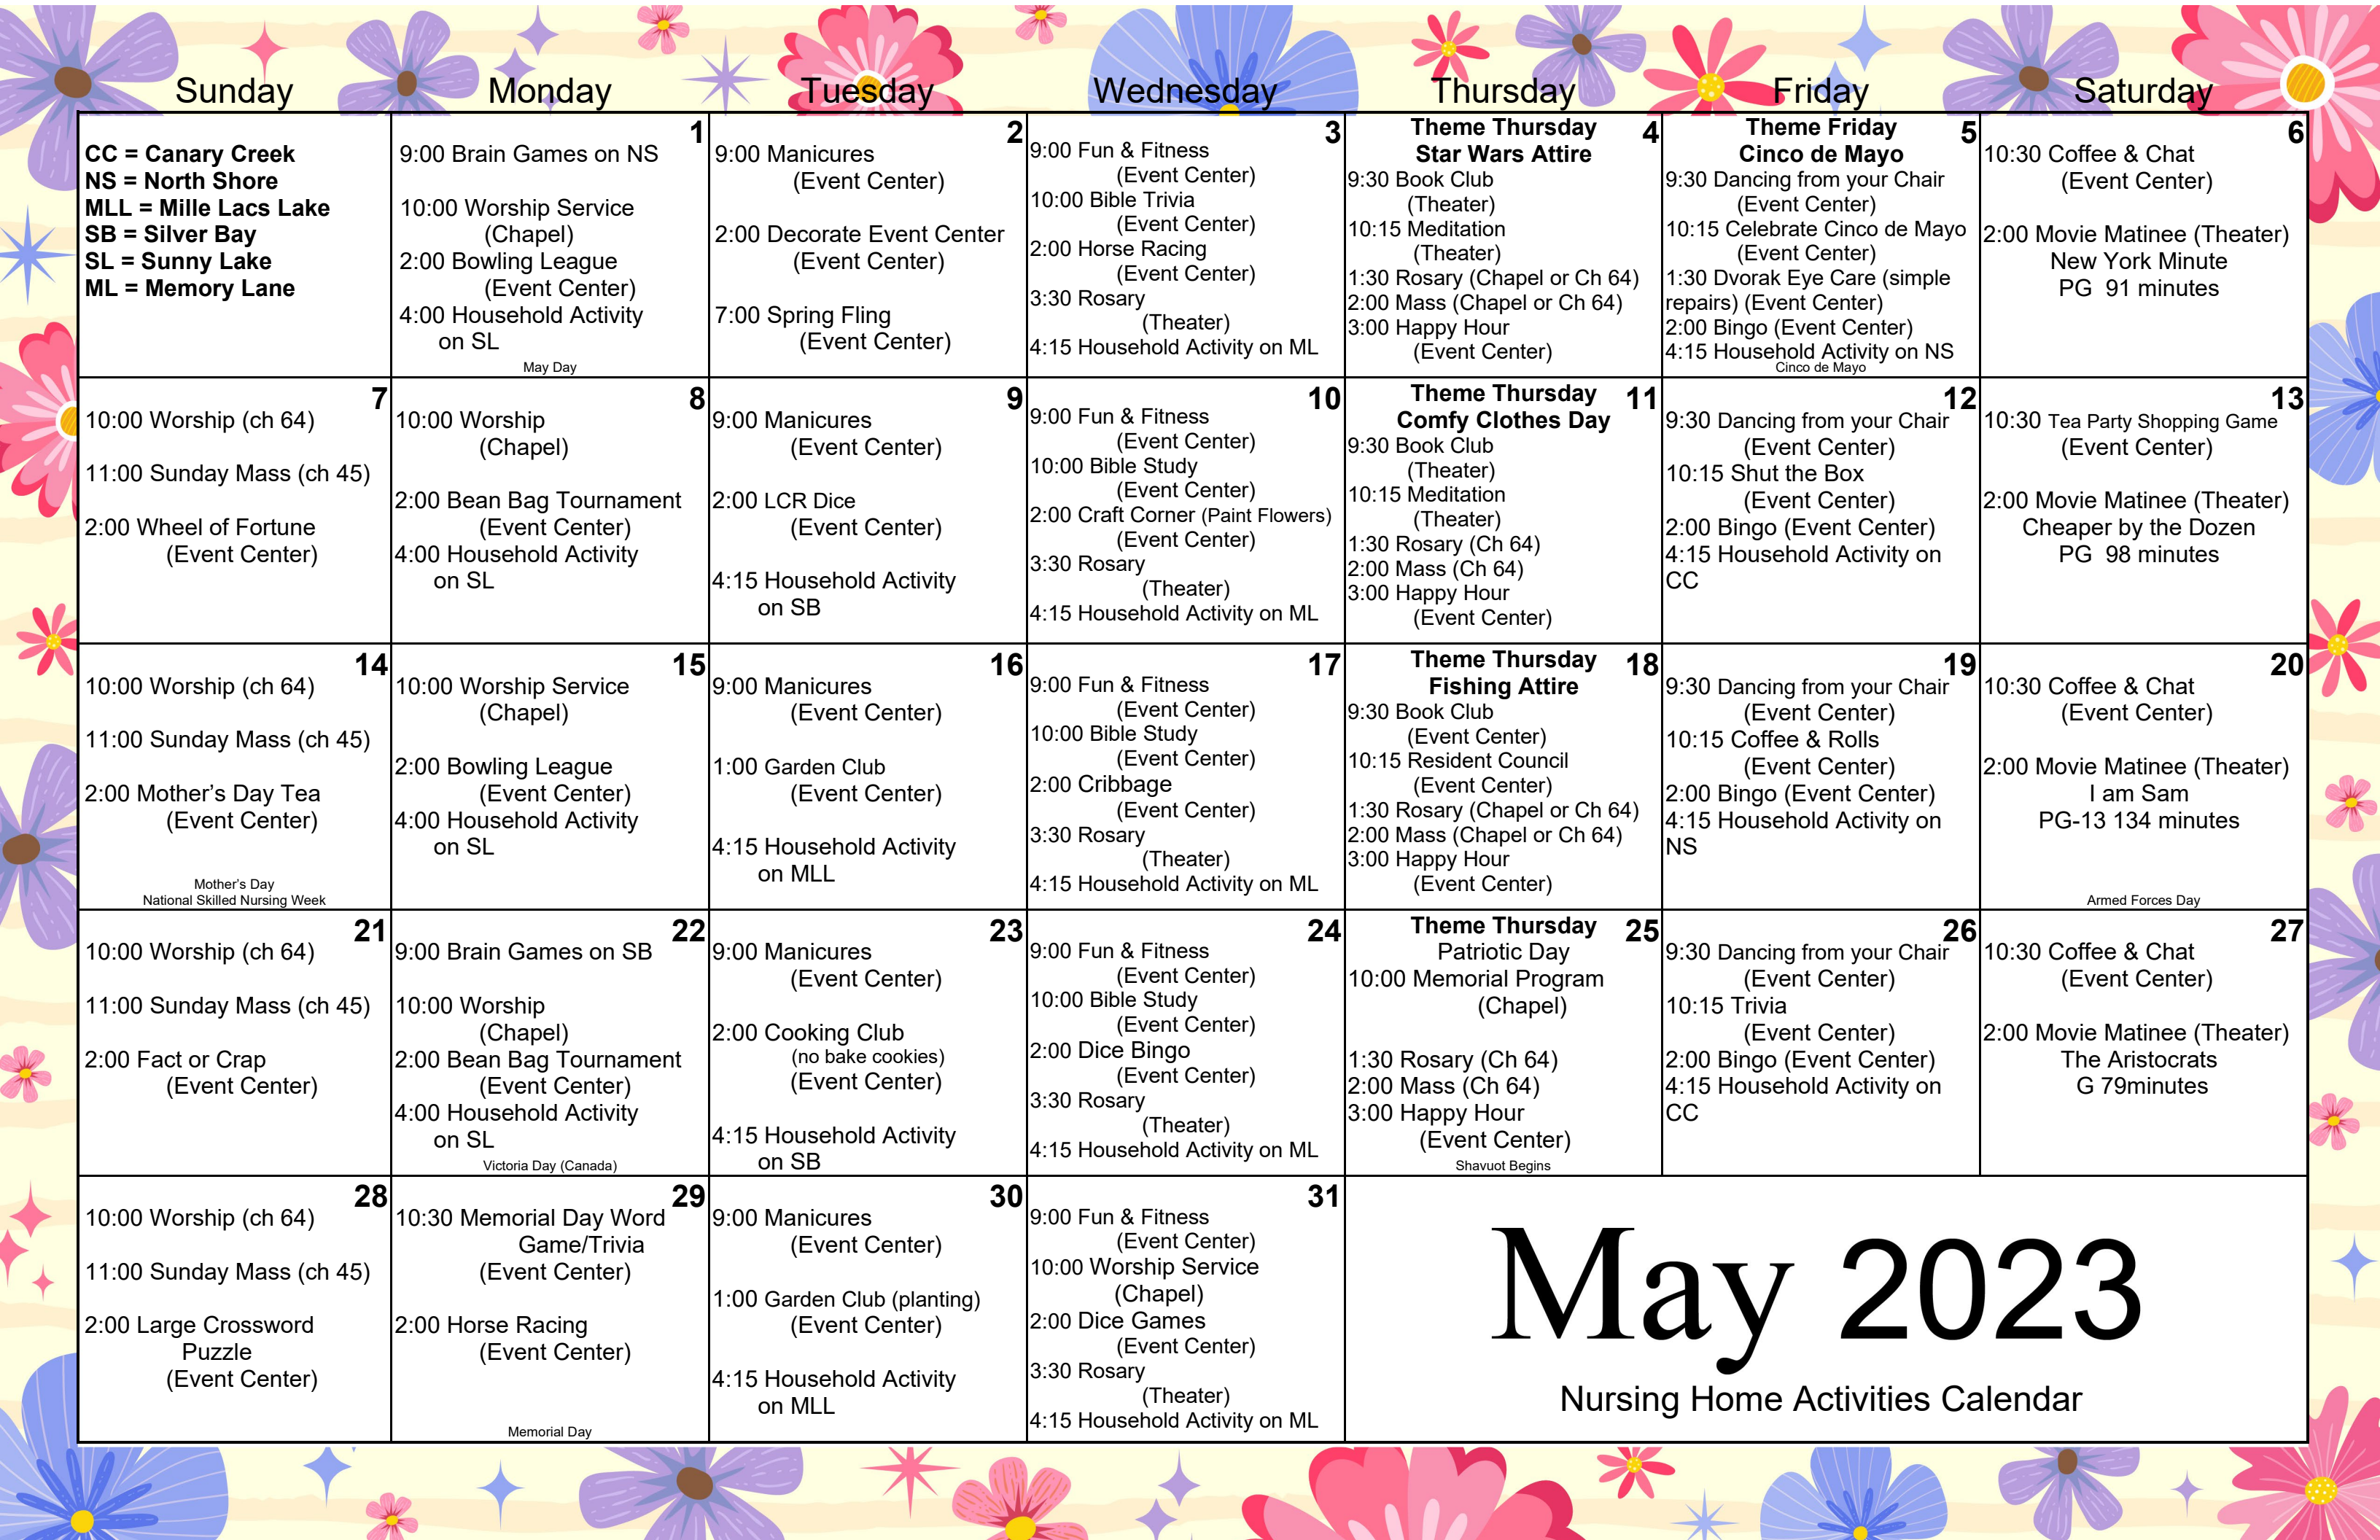 Sunday Monday Tuesday Wednesday Thursday Friday Saturday
CC = Canary Creek
NS = North Shore
MLL = Mille Lacs Lake
SB = Silver Bay
SL = Sunny Lake
ML = Memory Lane
1
9:00 Brain Games on NS
10:00 Worship Service
(Chapel)
2:00 Bowling League
(Event Center)
4:00 Household Activity
on SL
May Day
2
9:00 Manicures
(Event Center)
2:00 Decorate Event Center
(Event Center)
7:00 Spring Fling
(Event Center)
3
9:00 Fun & Fitness
(Event Center)
10:00 Bible Trivia
(Event Center)
2:00 Horse Racing
(Event Center)
3:30 Rosary
(Theater)
4:15 Household Activity on ML
Theme Thursday 4
Star Wars Attire
9:30 Book Club
(Theater)
10:15 Meditation
(Theater)
1:30 Rosary (Chapel or Ch 64)
2:00 Mass (Chapel or Ch 64)
3:00 Happy Hour
(Event Center)
Theme Friday 5
Cinco de Mayo
9:30 Dancing from your Chair
(Event Center)
10:15 Celebrate Cinco de Mayo
(Event Center)
1:30 Dvorak Eye Care (simple
repairs) (Event Center)
2:00 Bingo (Event Center)
4:15 Household Activity on NS
Cinco de Mayo
6
10:30 Coffee & Chat
(Event Center)
2:00 Movie Matinee (Theater)
New York Minute
PG 91 minutes
7
10:00 Worship (ch 64)
11:00 Sunday Mass (ch 45)
2:00 Wheel of Fortune
(Event Center)
8
10:00 Worship
(Chapel)
2:00 Bean Bag Tournament
(Event Center)
4:00 Household Activity
on SL
9
9:00 Manicures
(Event Center)
2:00 LCR Dice
(Event Center)
4:15 Household Activity
on SB
10
9:00 Fun & Fitness
(Event Center)
10:00 Bible Study
(Event Center)
2:00 Craft Corner (Paint Flowers)
(Event Center)
3:30 Rosary
(Theater)
4:15 Household Activity on ML
Theme Thursday 11
Comfy Clothes Day
9:30 Book Club
(Theater)
10:15 Meditation
(Theater)
1:30 Rosary (Ch 64)
2:00 Mass (Ch 64)
3:00 Happy Hour
(Event Center)
12
9:30 Dancing from your Chair
(Event Center)
10:15 Shut the Box
(Event Center)
2:00 Bingo (Event Center)
4:15 Household Activity on
CC
13
10:30 Tea Party Shopping Game
(Event Center)
2:00 Movie Matinee (Theater)
Cheaper by the Dozen
PG 98 minutes
14
10:00 Worship (ch 64)
11:00 Sunday Mass (ch 45)
2:00 Mother's Day Tea
(Event Center)
Mother's Day
National Skilled Nursing Week
15
10:00 Worship Service
(Chapel)
2:00 Bowling League
(Event Center)
4:00 Household Activity
on SL
16
9:00 Manicures
(Event Center)
1:00 Garden Club
(Event Center)
4:15 Household Activity
on MLL
17
9:00 Fun & Fitness
(Event Center)
10:00 Bible Study
(Event Center)
2:00 Cribbage
(Event Center)
3:30 Rosary
(Theater)
4:15 Household Activity on ML
Theme Thursday 18
Fishing Attire
9:30 Book Club
(Event Center)
10:15 Resident Council
(Event Center)
1:30 Rosary (Chapel or Ch 64)
2:00 Mass (Chapel or Ch 64)
3:00 Happy Hour
(Event Center)
19
9:30 Dancing from your Chair
(Event Center)
10:15 Coffee & Rolls
(Event Center)
2:00 Bingo (Event Center)
4:15 Household Activity on
NS
20
10:30 Coffee & Chat
(Event Center)
2:00 Movie Matinee (Theater)
I am Sam
PG-13 134 minutes
Armed Forces Day
21
10:00 Worship (ch 64)
11:00 Sunday Mass (ch 45)
2:00 Fact or Crap
(Event Center)
22
9:00 Brain Games on SB
10:00 Worship
(Chapel)
2:00 Bean Bag Tournament
(Event Center)
4:00 Household Activity
on SL
Victoria Day (Canada)
23
9:00 Manicures
(Event Center)
2:00 Cooking Club
(no bake cookies)
(Event Center)
4:15 Household Activity
on SB
24
9:00 Fun & Fitness
(Event Center)
10:00 Bible Study
(Event Center)
2:00 Dice Bingo
(Event Center)
3:30 Rosary
(Theater)
4:15 Household Activity on ML
Theme Thursday 25
Patriotic Day
10:00 Memorial Program
(Chapel)
1:30 Rosary (Ch 64)
2:00 Mass (Ch 64)
3:00 Happy Hour
(Event Center)
Shavuot Begins
26
9:30 Dancing from your Chair
(Event Center)
10:15 Trivia
(Event Center)
2:00 Bingo (Event Center)
4:15 Household Activity on
CC
27
10:30 Coffee & Chat
(Event Center)
2:00 Movie Matinee (Theater)
The Aristocrats
G 79minutes
28
10:00 Worship (ch 64)
11:00 Sunday Mass (ch 45)
2:00 Large Crossword
Puzzle
(Event Center)
29
10:30 Memorial Day Word
Game/Trivia
(Event Center)
2:00 Horse Racing
(Event Center)
Memorial Day
30
9:00 Manicures
(Event Center)
1:00 Garden Club (planting)
(Event Center)
4:15 Household Activity
on MLL
31
9:00 Fun & Fitness
(Event Center)
10:00 Worship Service
(Chapel)
2:00 Dice Games
(Event Center)
3:30 Rosary
(Theater)
4:15 Household Activity on ML
May 2023
Nursing Home Activities Calendar